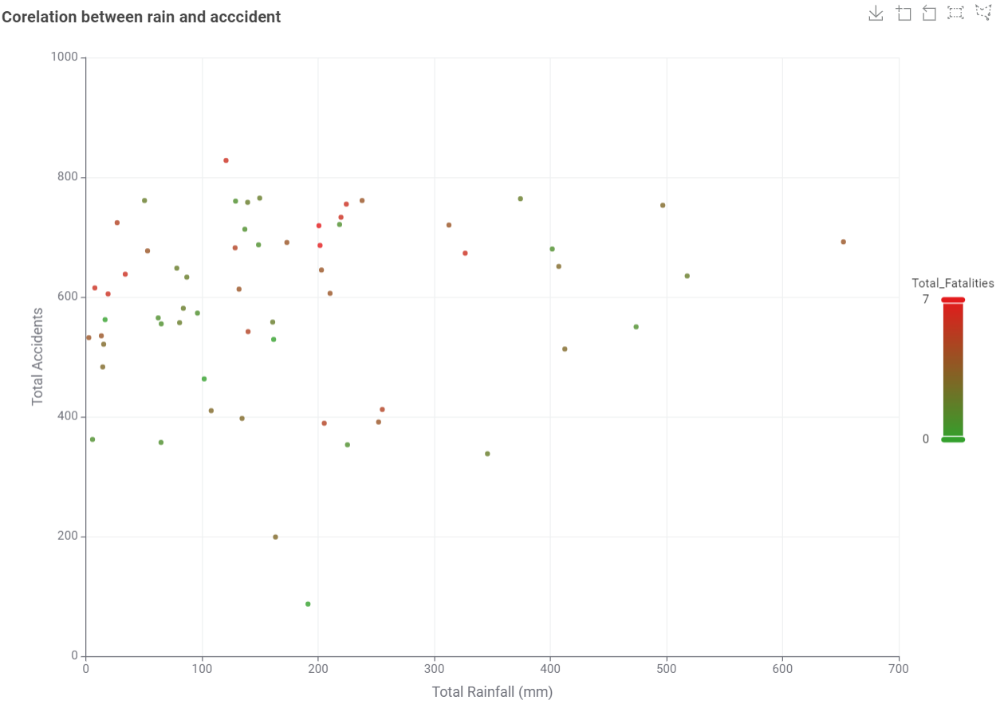 Corelation between rain and acccident
1000
800
600
400
200
0
Total Accidents
0 100 200 300 400 500 600 700
Total Rainfall (mm)
Total_Fatalities
7
0